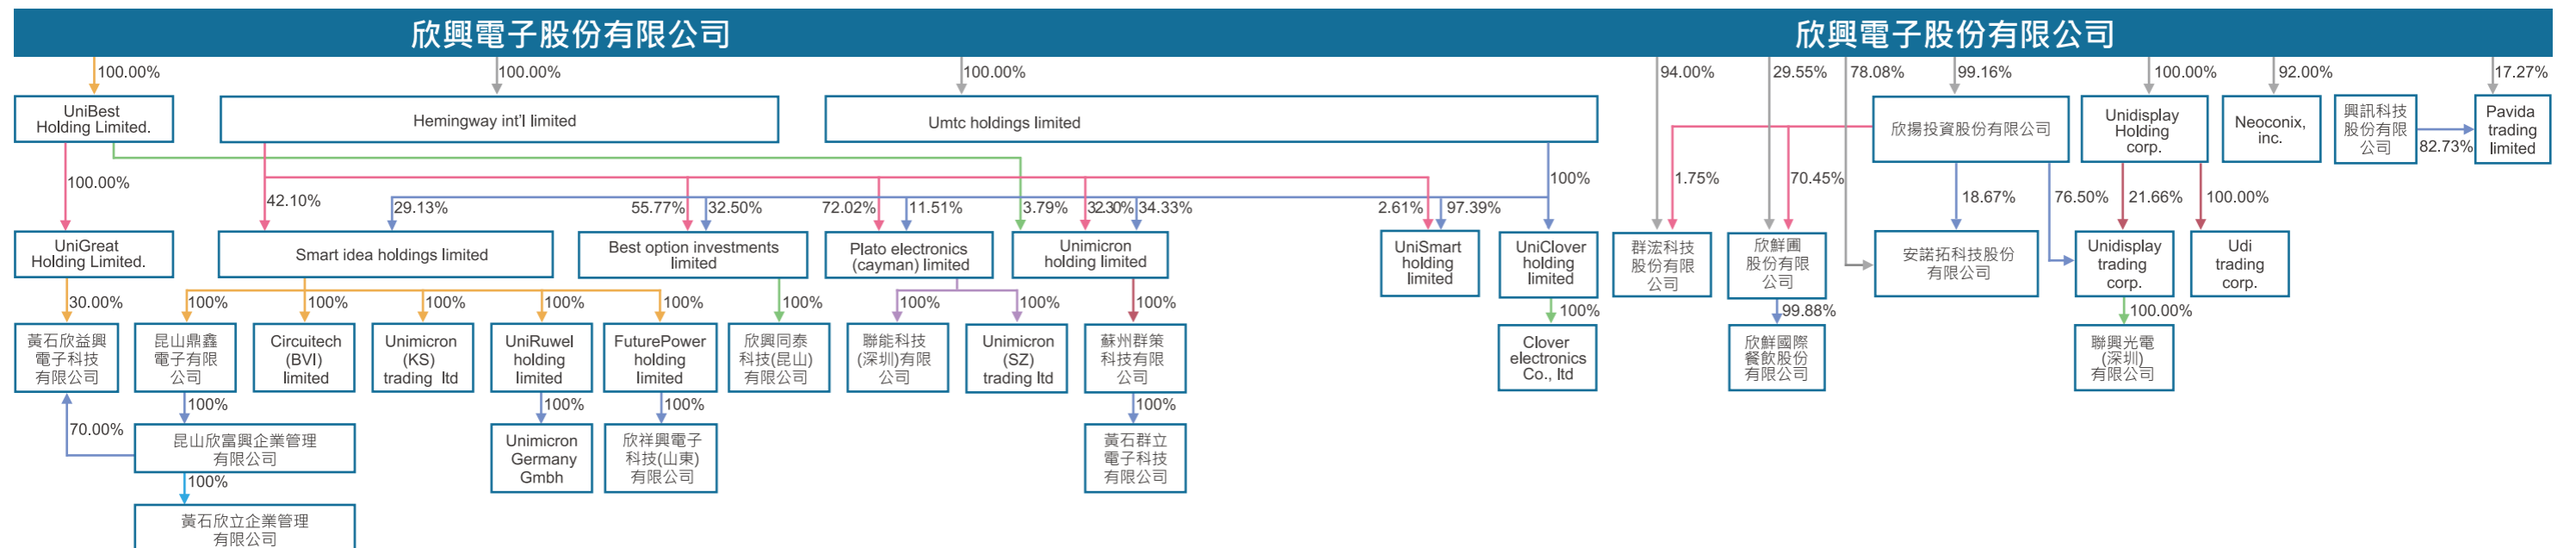 欣興電子股份有限公司
欣興電子股份有限公司
100.00%
100.00%
100.00%
94.00%
29.55%
78.08%
99.16%
100.00%
92.00%
17.27%
UniBest
Holding Limited.
Hemingway int'l limited
Umtc holdings limited
欣揚投資股份有限公司
Unidisplay
Holding
corp.
Neoconix,
inc.
興訊科技
股份有限
公司
82.73%
Pavida
trading
limited
100.00%
42.10%
29.13%
55.77%
32.50%
72.02%
11.51%
3.79%
34.33%
2.61%
97.39%
100%
1.75%
70.45%
18.67%
76.50%
21.66%
100.00%
UniGreat
Holding Limited.
Smart idea holdings limited
Best option investments
limited
Plato electronics
(cayman) limited
Unimicron
holding limited
UniSmart
holding
limited
UniClover
holding
limited
群浤科技
股份有限
公司
欣鮮圃
股份有限
公司
安諾拓科技股份
有限公司
Unidisplay
trading
corp.
Udi
trading
corp.
30.00%
100%
100%
100%
100%
100%
100%
100%
100%
100%
100%
99.88%
100.00%
黃石欣益興
電子科技
有限公司
昆山鼎鑫
電子有限
公司
Circuitech
(BVI)
limited
Unimicron
(KS)
trading ltd
UniRuwel
holding
limited
FuturePower
holding
limited
欣興同泰
科技(昆山)
有限公司
聯能科技
(深圳)有限
公司
Unimicron
(SZ)
trading ltd
蘇州群策
科技有限
公司
Clover
electronics
Co., ltd
欣鮮國際
餐飲股份
有限公司
聯興光電
(深圳)
有限公司
70.00%
100%
100%
100%
100%
昆山欣富興企業管理
有限公司
Unimicron
Germany
Gmbh
欣祥興電子
科技(山東)
有限公司
黃石群立
電子科技
有限公司
100%
黃石欣立企業管理
有限公司